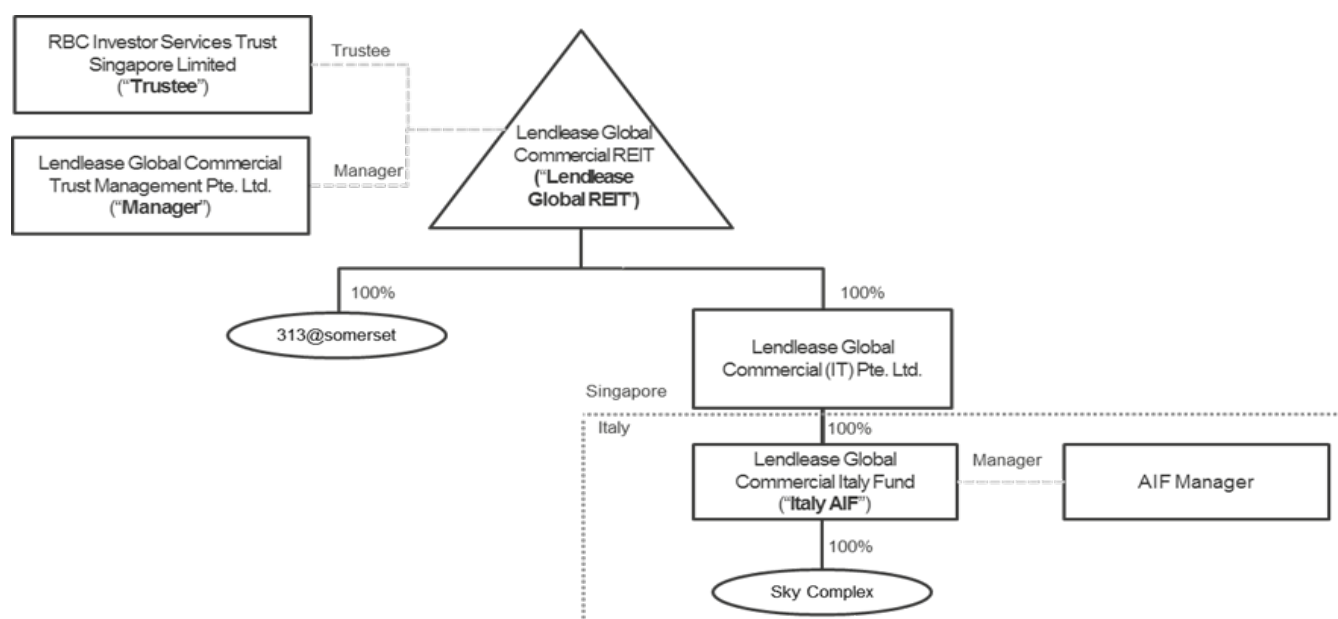 RBC Investor Services Trust
Singapore Limited
(“Trustee”)
Trustee
Lendlease Global Commercial
Trust Management Pte. Ltd.
(“Manager”)
Manager
Lendlease Global
Commercial REIT
(“Lendlease
Global REIT”)
100%
100%
313@somerset
Lendlease Global
Commercial (IT) Pte. Ltd.
Singapore
Italy
100%
Lendlease Global
Commercial Italy Fund
(“Italy AIF”)
Manager
AIF Manager
100%
Sky Complex